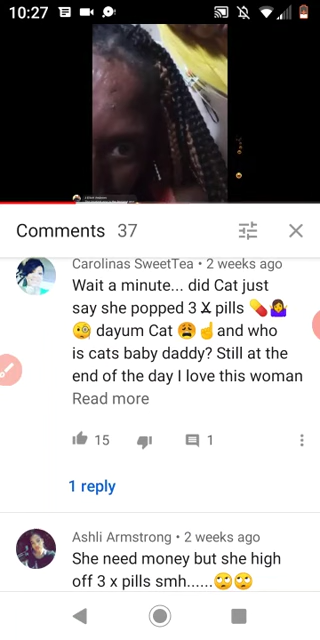 10:27
Comments 37
Carolinas SweetTea • 2 weeks ago
Wait a minute... did Cat just
say she popped 3 X pills 💊🤷‍♀️
🧐 dayum Cat 😩☝️and who
is cats baby daddy? Still at the
end of the day I love this woman
Read more
15
1
1 reply
Ashli Armstrong • 2 weeks ago
She need money but she high
off 3 x pills smh......🙄🙄